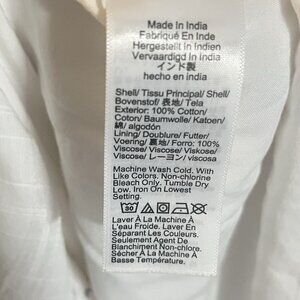 Made In India
Fabriqué En Inde
Hergestellt In Indien
Vervaardigd In India
インド製
hecho en india
Shell/ Tissu Principal/ Shell/
Bovenstof/ 表地/ Tela
Exterior: 100% Cotton/
Coton/ Baumwolle/ Katoen/
綿/ algodón
Lining/ Doublure/ Futter/
Voering/ 裏地/ Forro: 100%
Viscose/ Viscose/ Viskose/
Viscose/ レーヨン/ viscosa
Machine Wash Cold. With
Like Colors. Non-chlorine
Bleach Only. Tumble Dry
Low. Iron On Lowest
Setting.
30
Laver À La Machine À
L'eau Froide. Laver En
Séparant Les Couleurs.
Seulement Agent De
Blanchiment Non-chlore.
Sécher À La Machine À
Basse Température.